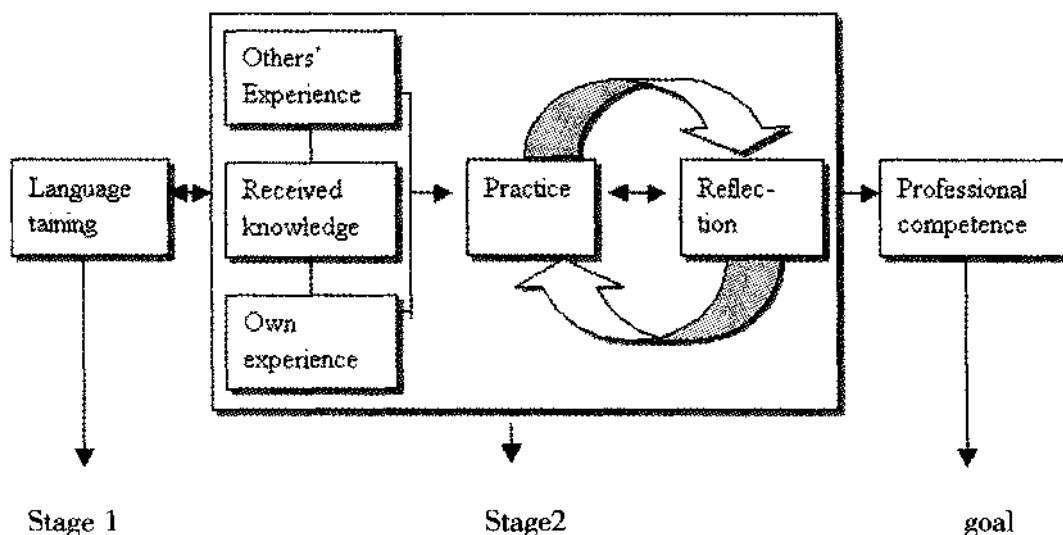 Others'
Experience
Language
taining
Received
knowledge
Practice
Reflec-
tion
Professional
competence
Own
experience
Stage 1
Stage2
goal